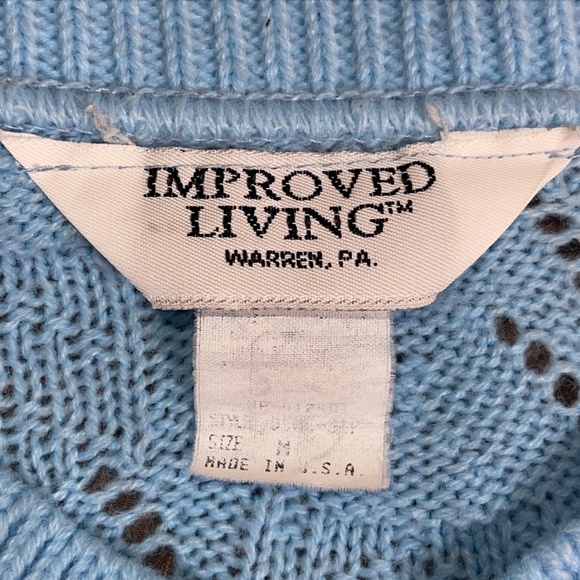 IMPROVED
LIVING™
WARREN, PA.
SIZE M
MADE IN U.S.A.